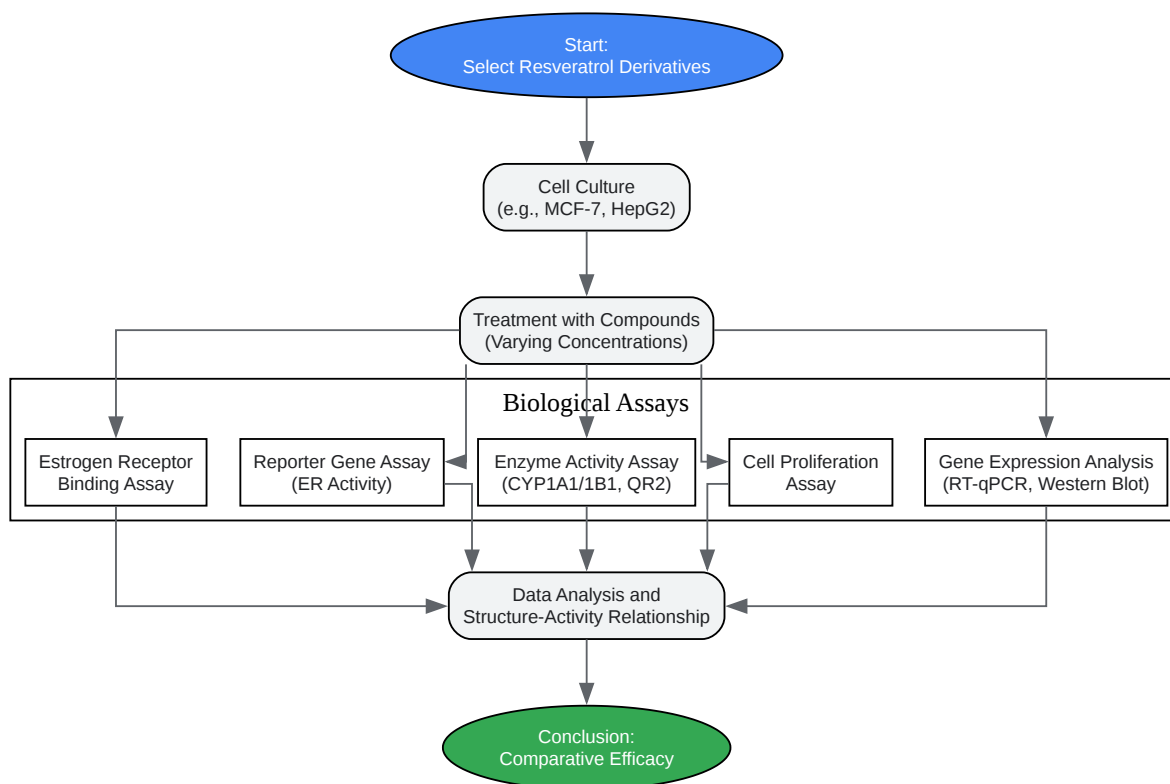 Start:
Select Resveratrol Derivatives
Cell Culture
(e.g., MCF-7, HepG2)
Treatment with Compounds
(Varying Concentrations)
Biological Assays
Estrogen Receptor
Binding Assay
Reporter Gene Assay
(ER Activity)
Enzyme Activity Assay
(CYP1A1/1B1, QR2)
Cell Proliferation
Assay
Gene Expression Analysis
(RT-qPCR, Western Blot)
Data Analysis and
Structure-Activity Relationship
Conclusion:
Comparative Efficacy